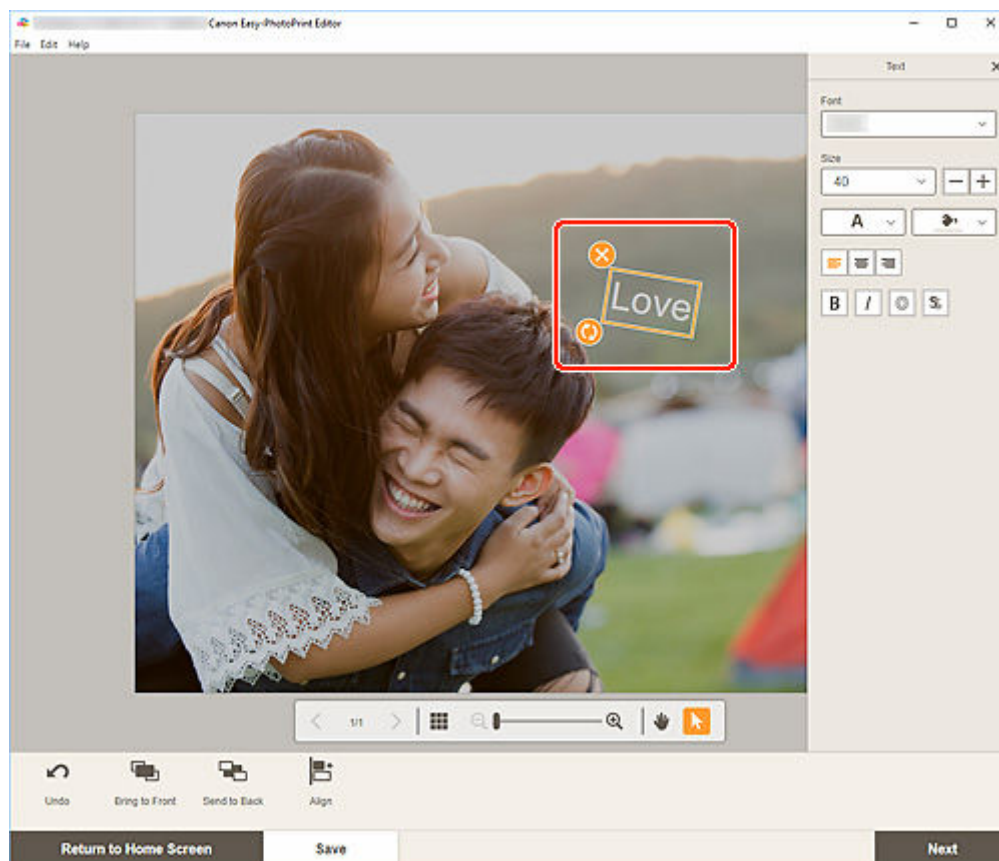 Canon Easy-PhotoPrint Editor
File Edit Help
Text
Font
Size
40
A
B I S
Love
1/1
Undo Bring to Front Send to Back Align
Return to Home Screen Save Next